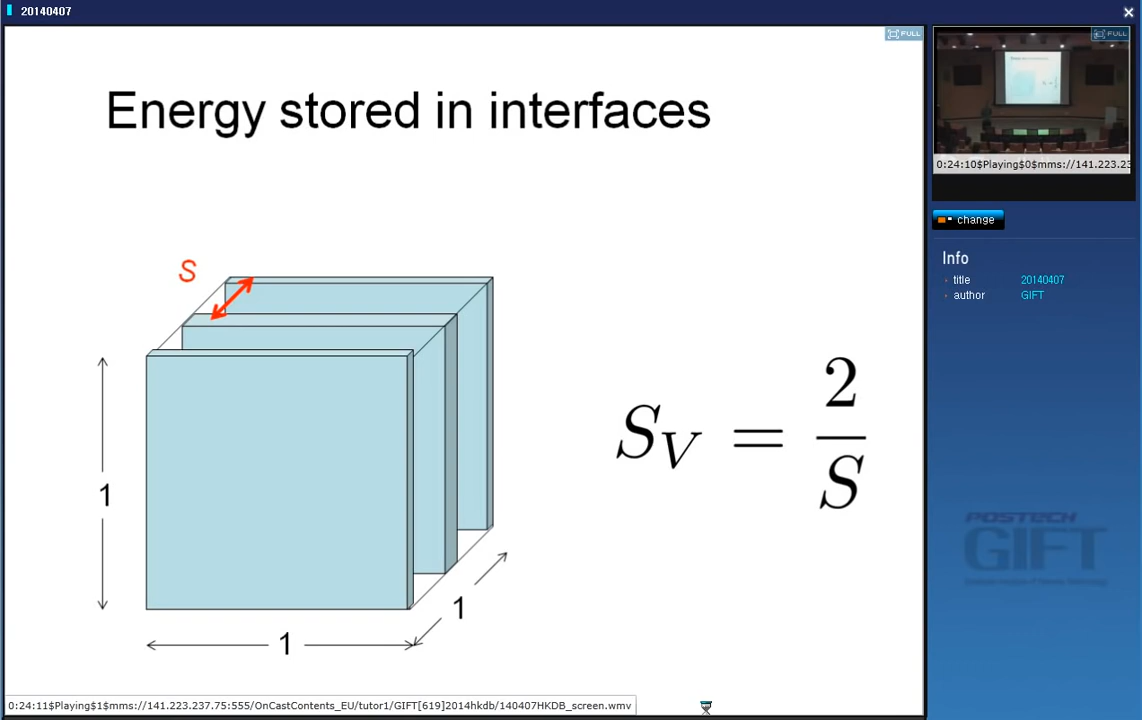 20140407
FULL
Energy stored in interfaces
S
1
1
1
S_V = 2/S
0:24:11$Playing$1$mms://141.223.237.75:555/OnCastContents_EU/tutor1/GIFT[619]2014hkdb/140407HKDB_screen.wmv
FULL
0:24:10$Playing$0$mms://141.223.23
change
Info
title 20140407
author GIFT
POSTECH
GIFT